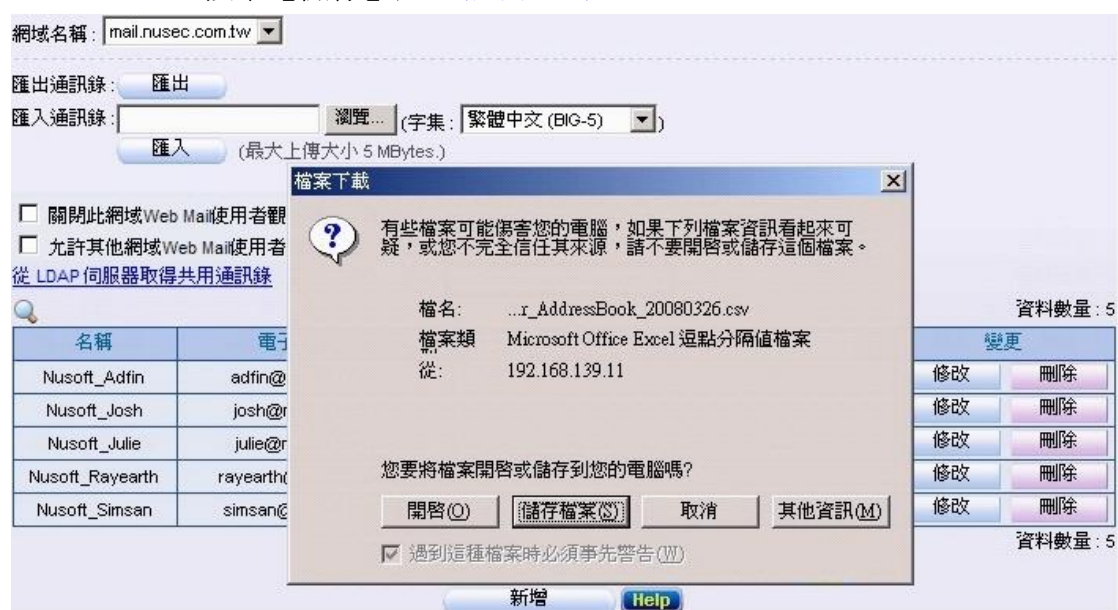 網域名稱 : mail.nusec.com.tw
匯出通訊錄 : 匯出
匯入通訊錄 : 瀏覽... (字集 : 繁體中文 (BIG-5) )
匯入 (最大上傳大小 5 MBytes.)
檔案下載
關閉此網域Web Mail使用者觀
允許其他網域Web Mail使用者
從 LDAP 伺服器取得共用通訊錄
有些檔案可能傷害您的電腦，如果下列檔案資訊看起來可
疑，或您不完全信任其來源，請不要開啓或儲存這個檔案。
檔名: ...r_AddressBook_20080326.csv
檔案類 Microsoft Office Excel 逗點分隔值檔案
從: 192.168.139.11
您要將檔案開啓或儲存到您的電腦嗎?
開啓(O) 儲存檔案(S) 取消 其他資訊(M)
遇到這種檔案時必須事先警告(W)
資料數量 : 5
名稱 電子 變更
Nusoft_Adfin adfin@ 修改 刪除
Nusoft_Josh josh@n 修改 刪除
Nusoft_Julie julie@n 修改 刪除
Nusoft_Rayearth rayearth@ 修改 刪除
Nusoft_Simsan simsan@ 修改 刪除
資料數量 : 5
新增 Help